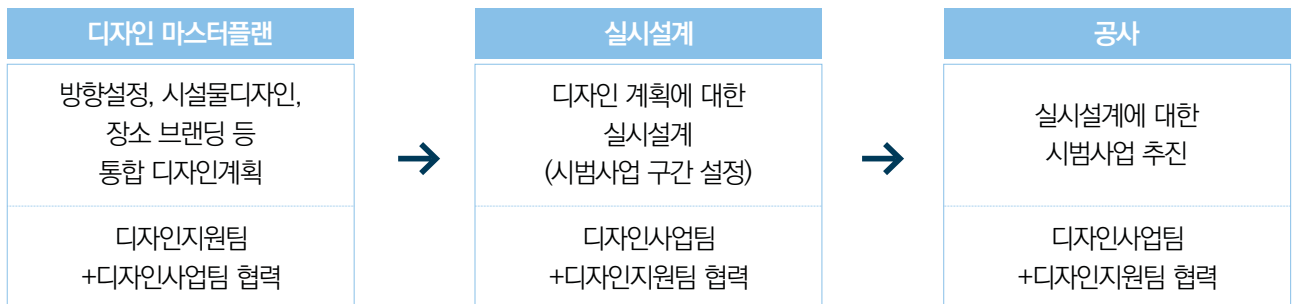 디자인 마스터플랜
방향설정, 시설물디자인,
장소 브랜딩 등
통합 디자인계획
디자인지원팀
+디자인사업팀 협력
실시설계
디자인 계획에 대한
실시설계
(시범사업 구간 설정)
디자인사업팀
+디자인지원팀 협력
공사
실시설계에 대한
시범사업 추진
디자인사업팀
+디자인지원팀 협력